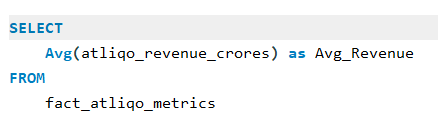 SELECT
Avg(atliqo_revenue_crores) as Avg_Revenue
FROM
fact_atliqo_metrics